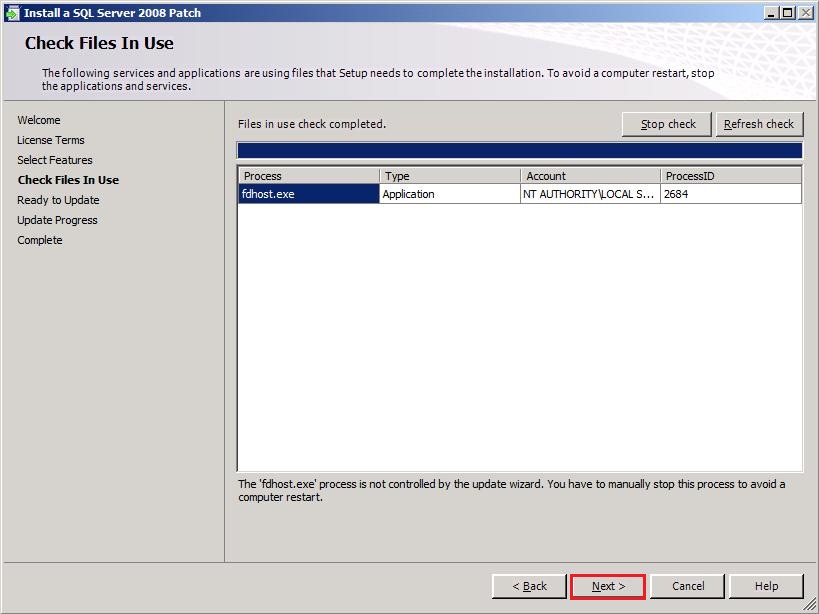 Install a SQL Server 2008 Patch
Check Files In Use
The following services and applications are using files that Setup needs to complete the installation. To avoid a computer restart, stop
the applications and services.
Welcome
License Terms
Select Features
Check Files In Use
Ready to Update
Update Progress
Complete
Files in use check completed.
Stop check
Refresh check
Process Type Account ProcessID
fdhost.exe Application NT AUTHORITY\LOCAL S... 2684
The 'fdhost.exe' process is not controlled by the update wizard. You have to manually stop this process to avoid a
computer restart.
< Back
Next >
Cancel
Help